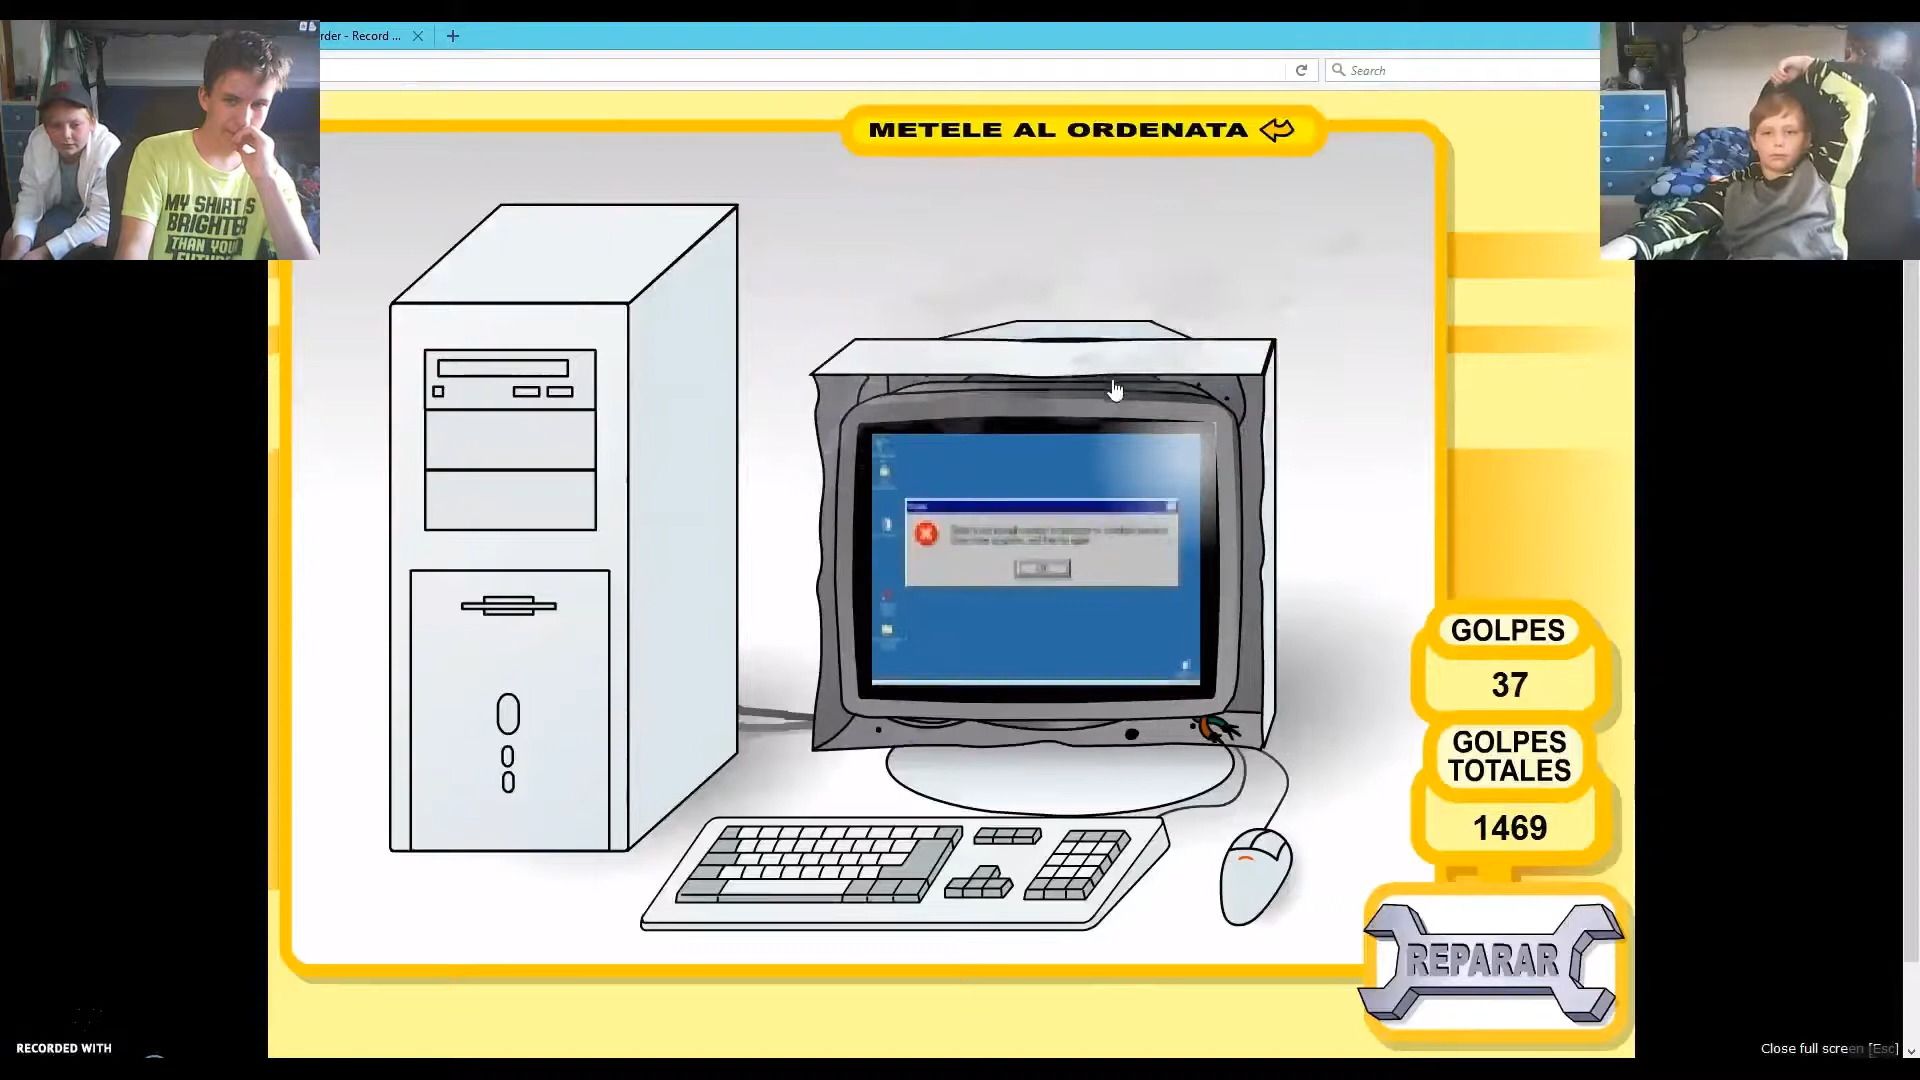 rder - Record ...
Search
METELE AL ORDENATA
MY SHIRT'S
BRIGHTER
THAN YOUR
FUTURE
GOLPES
37
GOLPES
TOTALES
1469
REPARAR
RECORDED WITH
Close full screen [Esc]